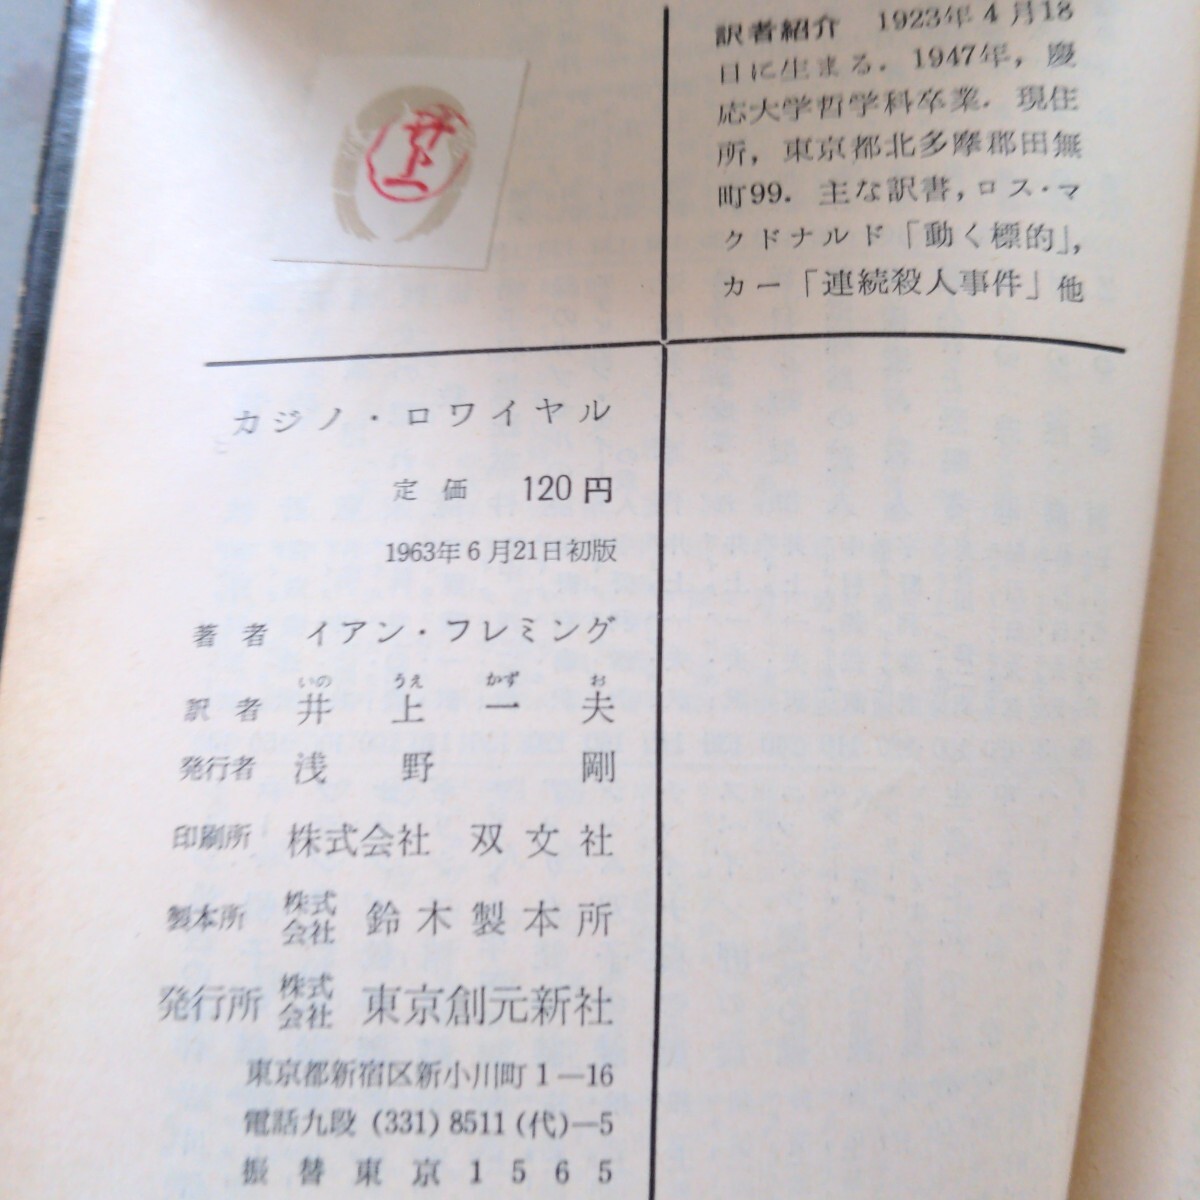 井上
訳者紹介 1923年4月18
日に生まる．1947年，慶
応大学哲学科卒業．現住
所，東京都北多摩郡田無
町99．主な訳書，ロス・マ
クドナルド「動く標的」，
カー「連続殺人事件」他
カジノ・ロワイヤル
定価 120円
1963年6月21日初版
著者 イアン・フレミング
いの うえ かず お
訳者 井上一夫
発行者 浅野 剛
印刷所 株式会社 双文社
製本所 株式会社 鈴木製本所
発行所 株式会社 東京創元新社
東京都新宿区新小川町1—16
電話九段（331）8511（代）—5
振替東京1565